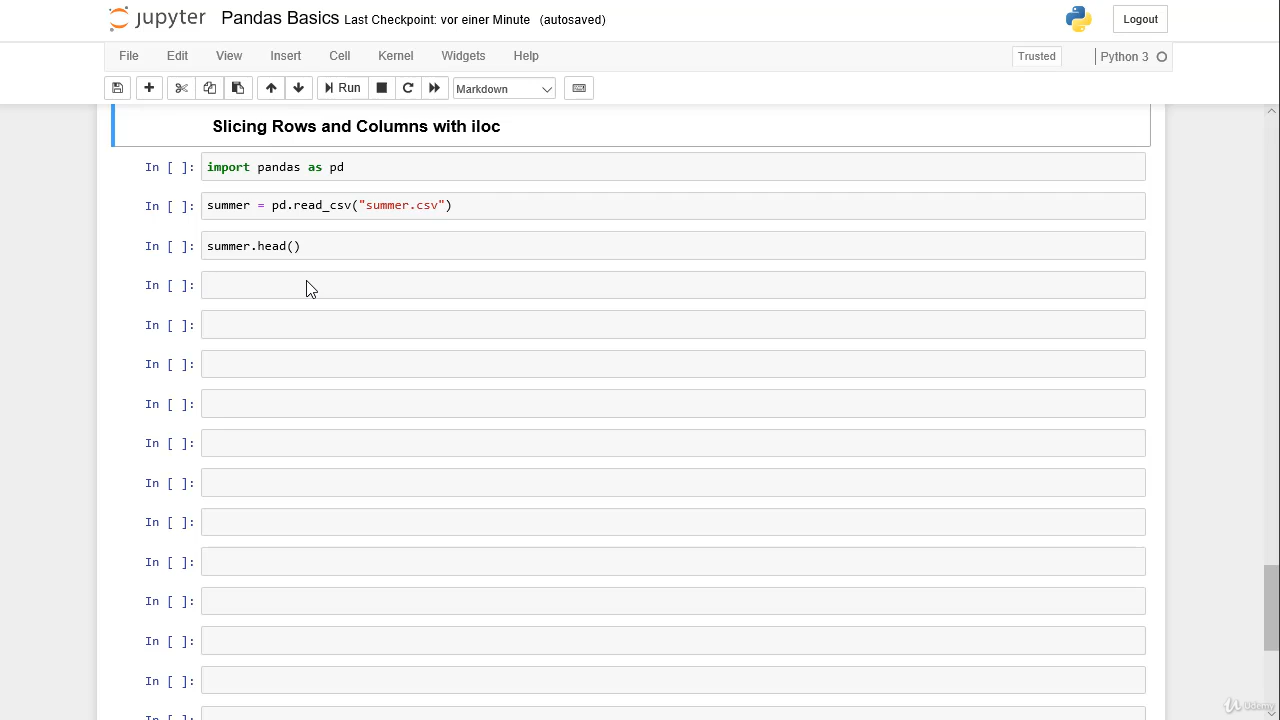 jupyter Pandas Basics Last Checkpoint: vor einer Minute (autosaved)
Logout
File Edit View Insert Cell Kernel Widgets Help
Trusted
Python 3
Run
Markdown
Slicing Rows and Columns with iloc
In [ ]: import pandas as pd
In [ ]: summer = pd.read_csv("summer.csv")
In [ ]: summer.head()
In [ ]:
In [ ]:
In [ ]:
In [ ]:
In [ ]:
In [ ]:
In [ ]:
In [ ]:
In [ ]:
In [ ]:
In [ ]:
In [ ]:
Udemy